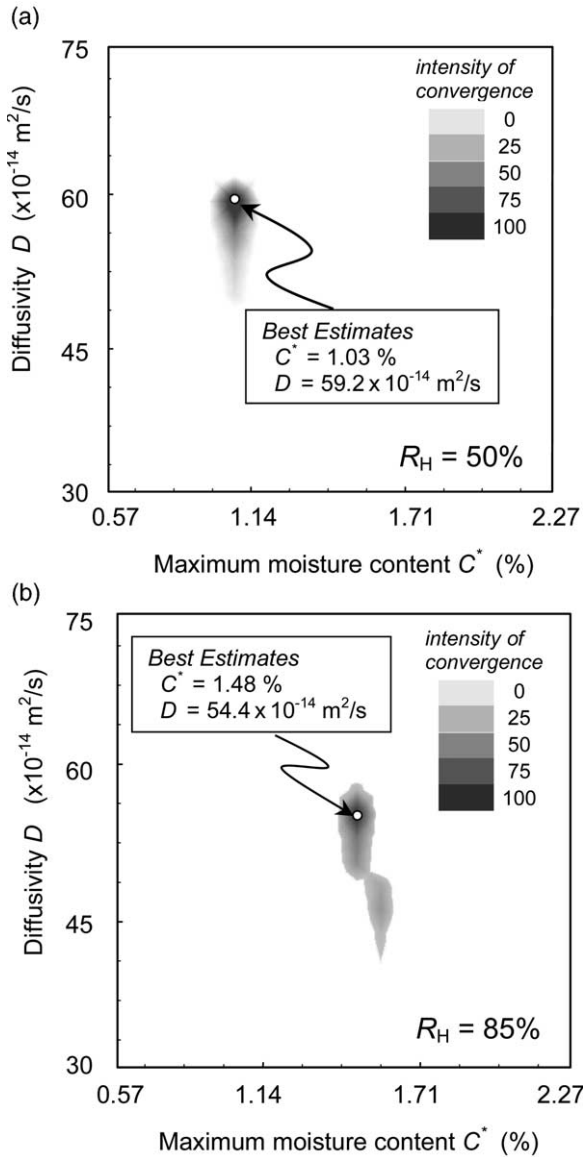 (a)
75
60
45
30
Diffusivity D (x10⁻¹⁴ m²/s)
intensity of
convergence
0
25
50
75
100
Best Estimates
C* = 1.03 %
D = 59.2 x 10⁻¹⁴ m²/s
R_H = 50%
0.57 1.14 1.71 2.27
Maximum moisture content C* (%)
(b)
75
60
45
30
Diffusivity D (x10⁻¹⁴ m²/s)
Best Estimates
C* = 1.48 %
D = 54.4 x 10⁻¹⁴ m²/s
intensity of
convergence
0
25
50
75
100
R_H = 85%
0.57 1.14 1.71 2.27
Maximum moisture content C* (%)